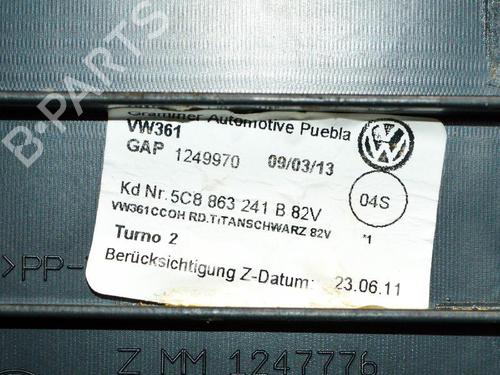 B-PARTS
Grammer Automotive Puebla
VW361
GAP 1249970 09/03/13
Kd Nr. 5C8 863 241 B 82V
04S
VW361CCOH RD.TITANSCHWARZ 82V *1
Turno 2
Berücksichtigung Z-Datum: 23.06.11
>PP-
Z MM 1247776